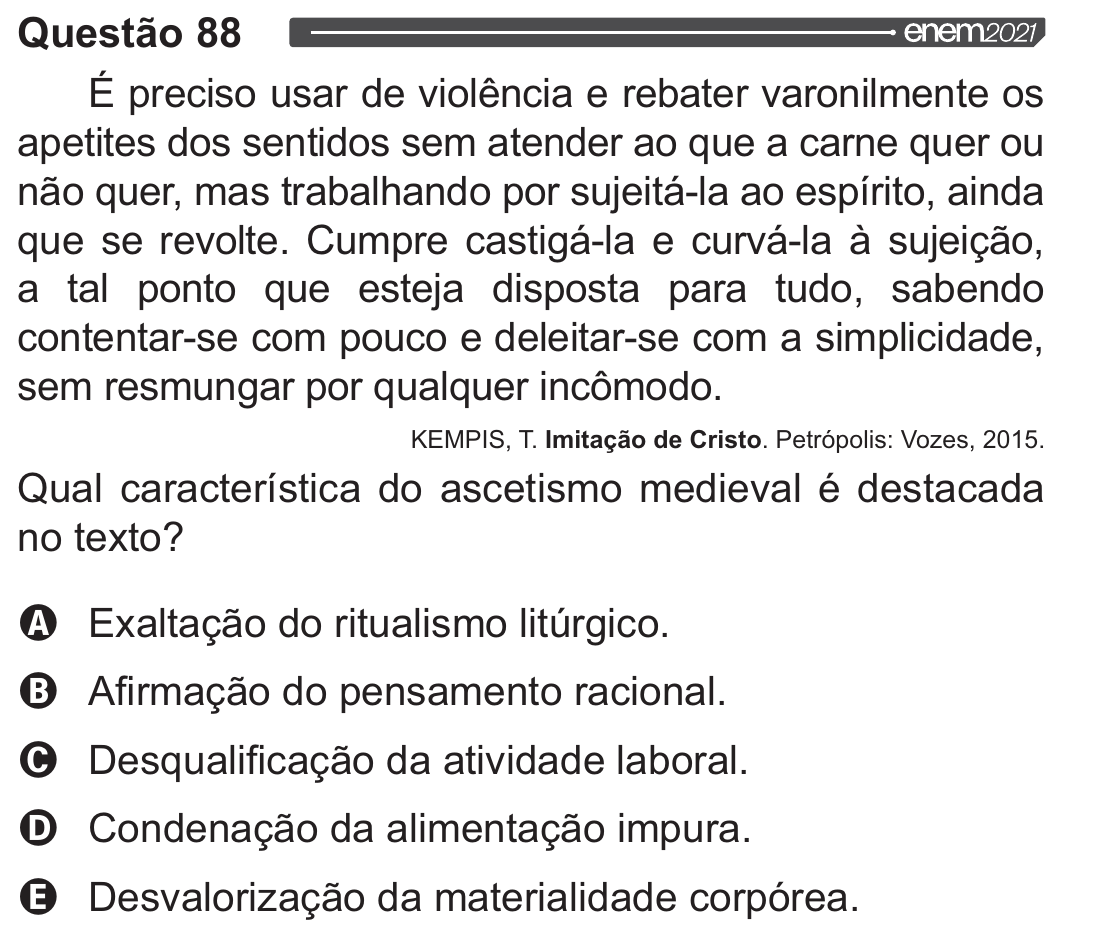 Questão 88
enem2021
É preciso usar de violência e rebater varonilmente os
apetites dos sentidos sem atender ao que a carne quer ou
não quer, mas trabalhando por sujeitá-la ao espírito, ainda
que se revolte. Cumpre castigá-la e curvá-la à sujeição,
a tal ponto que esteja disposta para tudo, sabendo
contentar-se com pouco e deleitar-se com a simplicidade,
sem resmungar por qualquer incômodo.
KEMPIS, T. Imitação de Cristo. Petrópolis: Vozes, 2015.
Qual característica do ascetismo medieval é destacada
no texto?
A Exaltação do ritualismo litúrgico.
B Afirmação do pensamento racional.
C Desqualificação da atividade laboral.
D Condenação da alimentação impura.
E Desvalorização da materialidade corpórea.